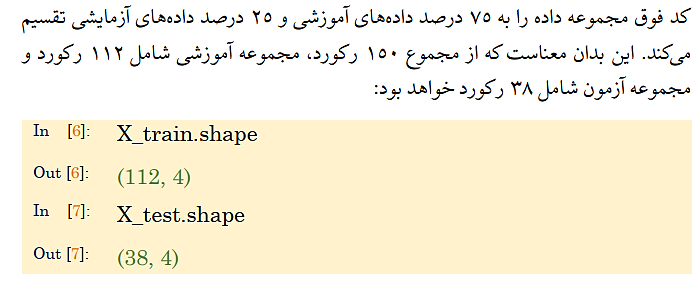 کد فوق مجموعه داده را به ۷۵ درصد داده‌های آموزشی و ۲۵ درصد داده‌های آزمایشی تقسیم
می‌کند. این بدان معناست که از مجموع ۱۵۰ رکورد، مجموعه آموزشی شامل ۱۱۲ رکورد و
مجموعه آزمون شامل ۳۸ رکورد خواهد بود:
In [6]: X_train.shape
Out [6]: (112, 4)
In [7]: X_test.shape
Out [7]: (38, 4)